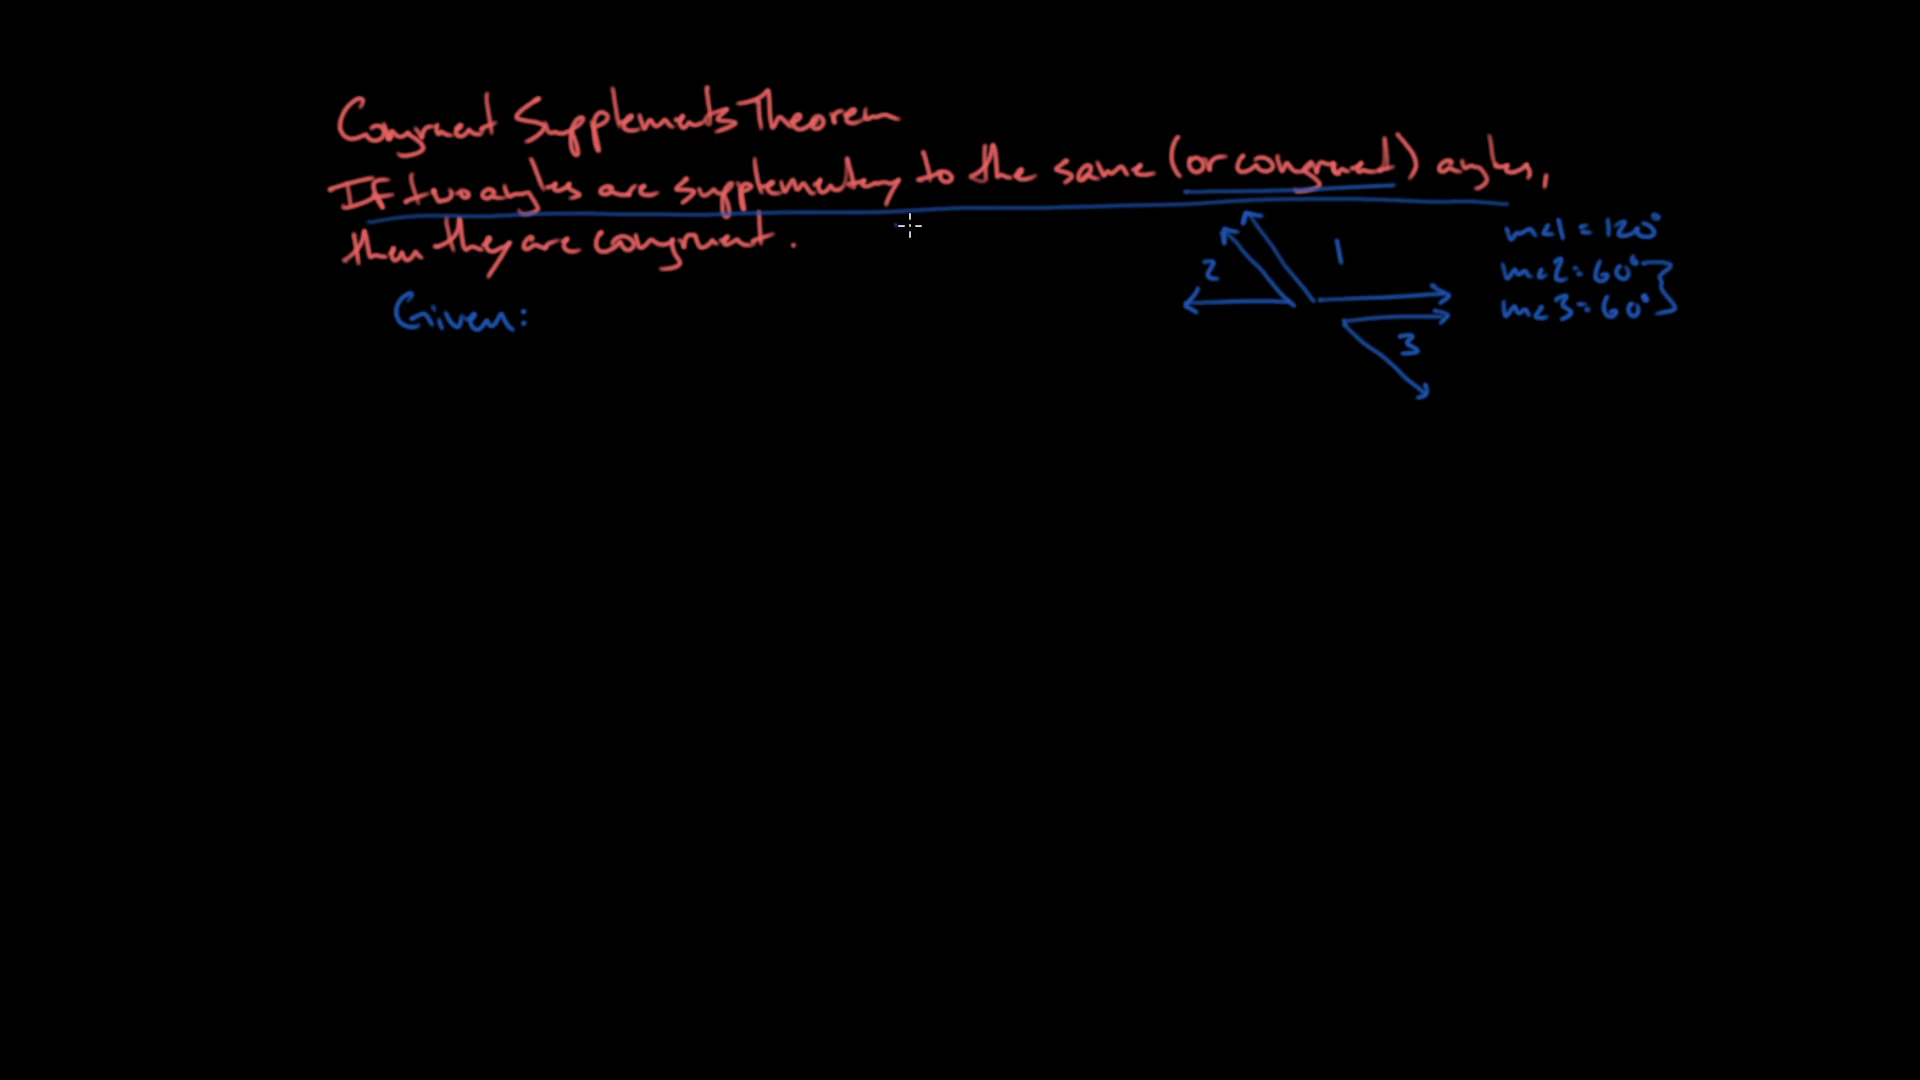 Congruent Supplements Theorem
If two angles are supplementary to the same (or congruent) angles,
then they are congruent.
Given:
1
2
3
m<1 = 120°
m<2 = 60°
m<3 = 60°